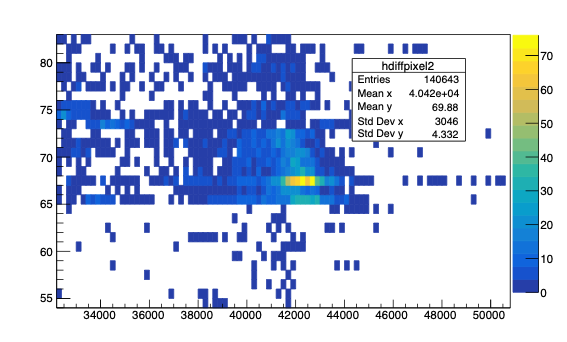 hdiffpixel2
Entries 140643
Mean x 4.042e+04
Mean y 69.88
Std Dev x 3046
Std Dev y 4.332
80
75
70
65
60
55
34000 36000 38000 40000 42000 44000 46000 48000 50000
70
60
50
40
30
20
10
0